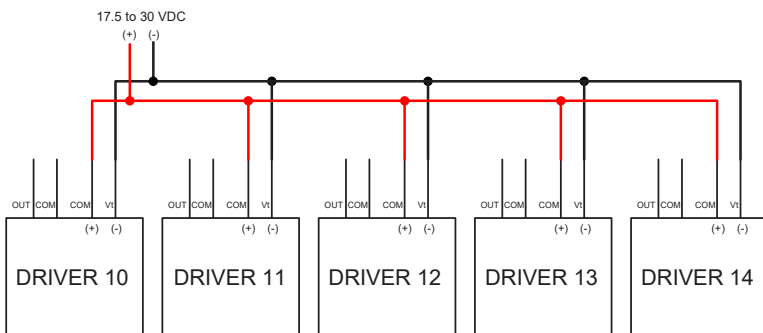 17.5 to 30 VDC
(+) (-)
OUT COM COM Vt OUT COM COM Vt OUT COM COM Vt OUT COM COM Vt OUT COM COM Vt
(+) (-) (+) (-) (+) (-) (+) (-) (+) (-)
DRIVER 10 DRIVER 11 DRIVER 12 DRIVER 13 DRIVER 14